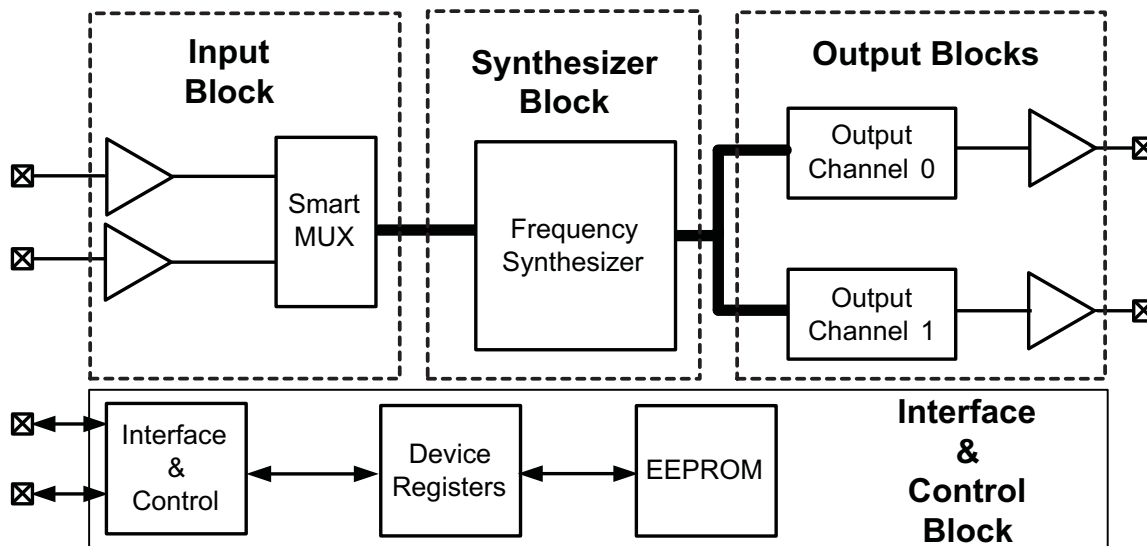 Input
Block
Synthesizer
Block
Output Blocks
Smart
MUX
Frequency
Synthesizer
Output
Channel 0
Output
Channel 1
Interface
&
Control
Device
Registers
EEPROM
Interface
&
Control
Block